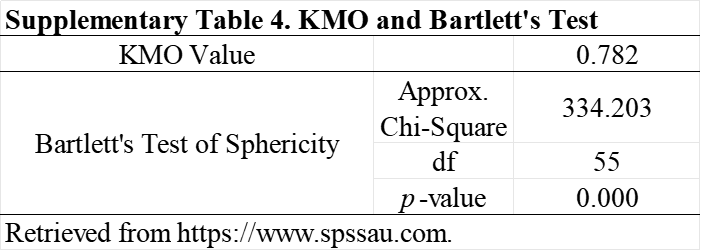 Supplementary Table 4. KMO and Bartlett's Test
KMO Value 0.782
Bartlett's Test of Sphericity
Approx.
Chi-Square
334.203
df 55
p-value 0.000
Retrieved from https://www.spssau.com.